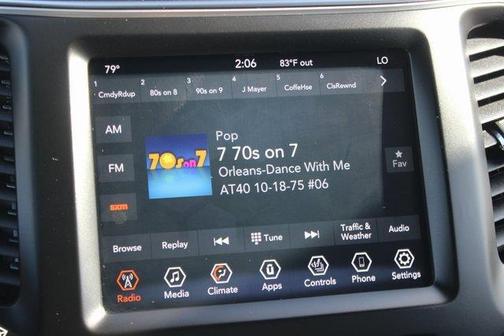 79° 2:06 83°F out LO
1 2 3 4 5 6
CmdyRdup 80s on 8 90s on 9 J Mayer CoffeHse ClsRewnd
AM
Pop
7 70s on 7
70s on 7
FM
Orleans-Dance With Me
Fav
AT40 10-18-75 #06
sxm
Browse Replay Tune Traffic & Weather Audio
Radio Media Climate Apps Controls Phone Settings